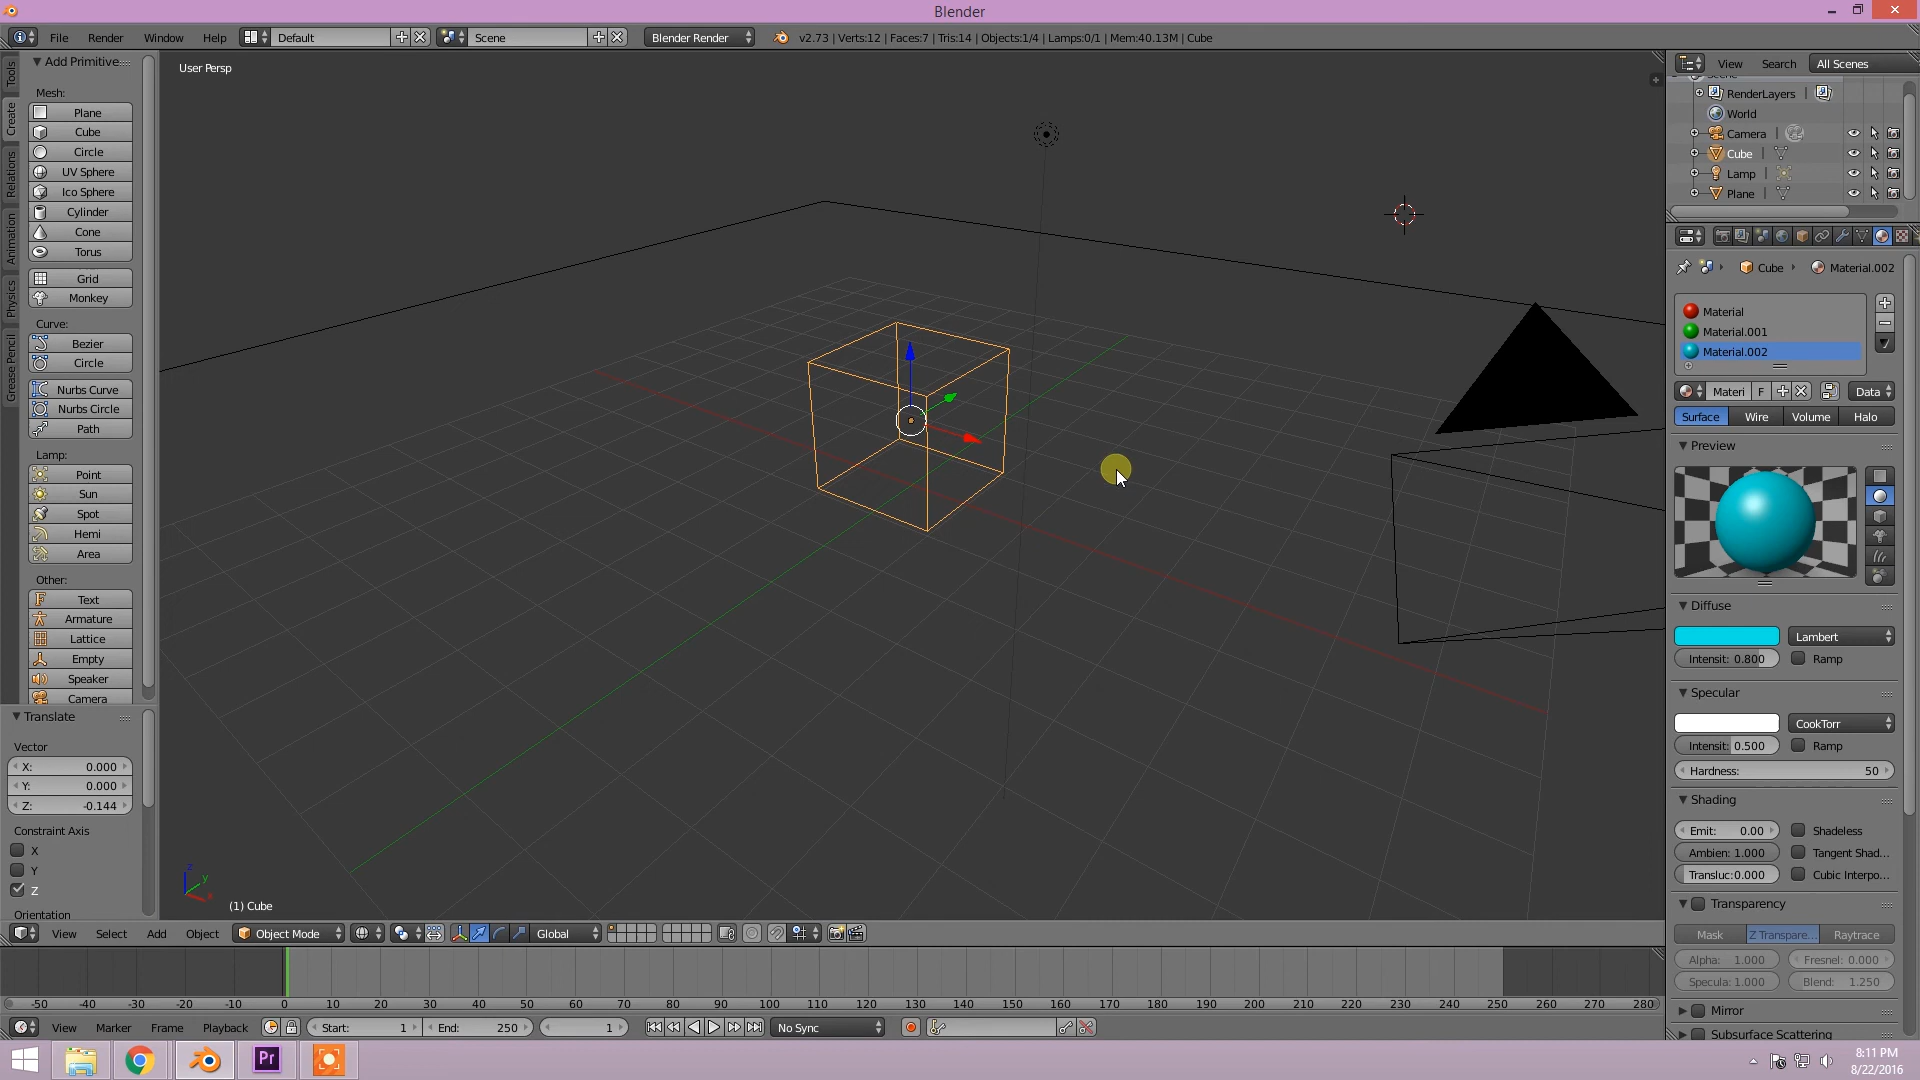 Blender
File Render Window Help Default Scene Blender Render v2.73 | Verts:12 | Faces:7 | Tris:14 | Objects:1/4 | Lamps:0/1 | Mem:40.13M | Cube
Tools
Create
Relations
Animation
Physics
Grease Pencil
Add Primitive
Mesh:
Plane
Cube
Circle
UV Sphere
Ico Sphere
Cylinder
Cone
Torus
Grid
Monkey
Curve:
Bezier
Circle
Nurbs Curve
Nurbs Circle
Path
Lamp:
Point
Sun
Spot
Hemi
Area
Other:
Text
Armature
Lattice
Empty
Speaker
Camera
Translate
Vector
X: 0.000
Y: 0.000
Z: -0.144
Constraint Axis
X
Y
Z
Orientation
User Persp
z
y
x
(1) Cube
View Select Add Object Object Mode Global
View Search All Scenes
RenderLayers |
World
Camera |
Cube |
Lamp |
Plane |
Cube Material.002
Material
Material.001
Material.002
Materi F Data
Surface Wire Volume Halo
Preview
Diffuse
Lambert
Intensit: 0.800 Ramp
Specular
CookTorr
Intensit: 0.500 Ramp
Hardness: 50
Shading
Emit: 0.00 Shadeless
Ambien: 1.000 Tangent Shad...
Transluc:0.000 Cubic Interpo...
Transparency
Mask Z Transpare... Raytrace
Alpha: 1.000 Fresnel: 0.000
Specula: 1.000 Blend: 1.250
Mirror
Subsurface Scattering
-50 -40 -30 -20 -10 0 10 20 30 40 50 60 70 80 90 100 110 120 130 140 150 160 170 180 190 200 210 220 230 240 250 260 270 280
View Marker Frame Playback Start: 1 End: 250 1 No Sync
Pr
8:11 PM
8/22/2016